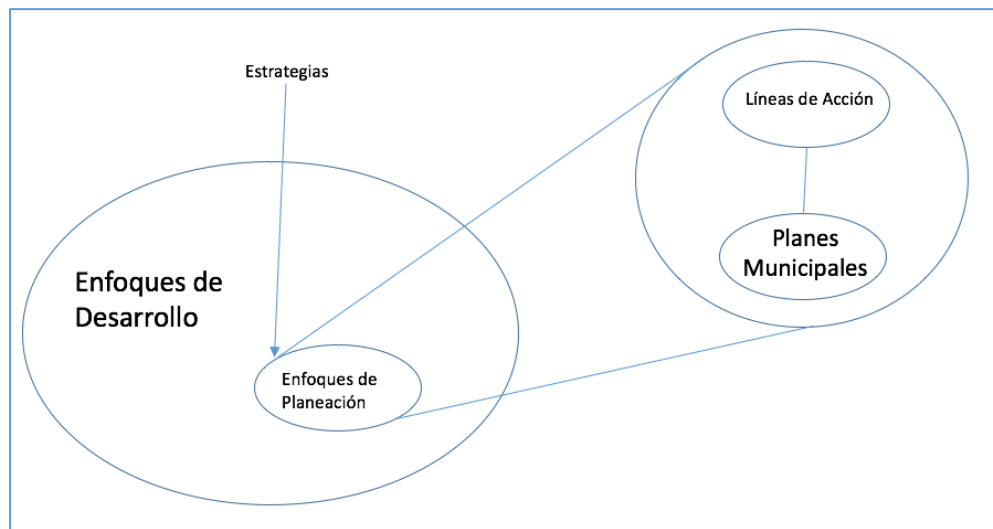 Estrategias
Líneas de Acción
Planes
Municipales
Enfoques de
Desarrollo
Enfoques de
Planeación